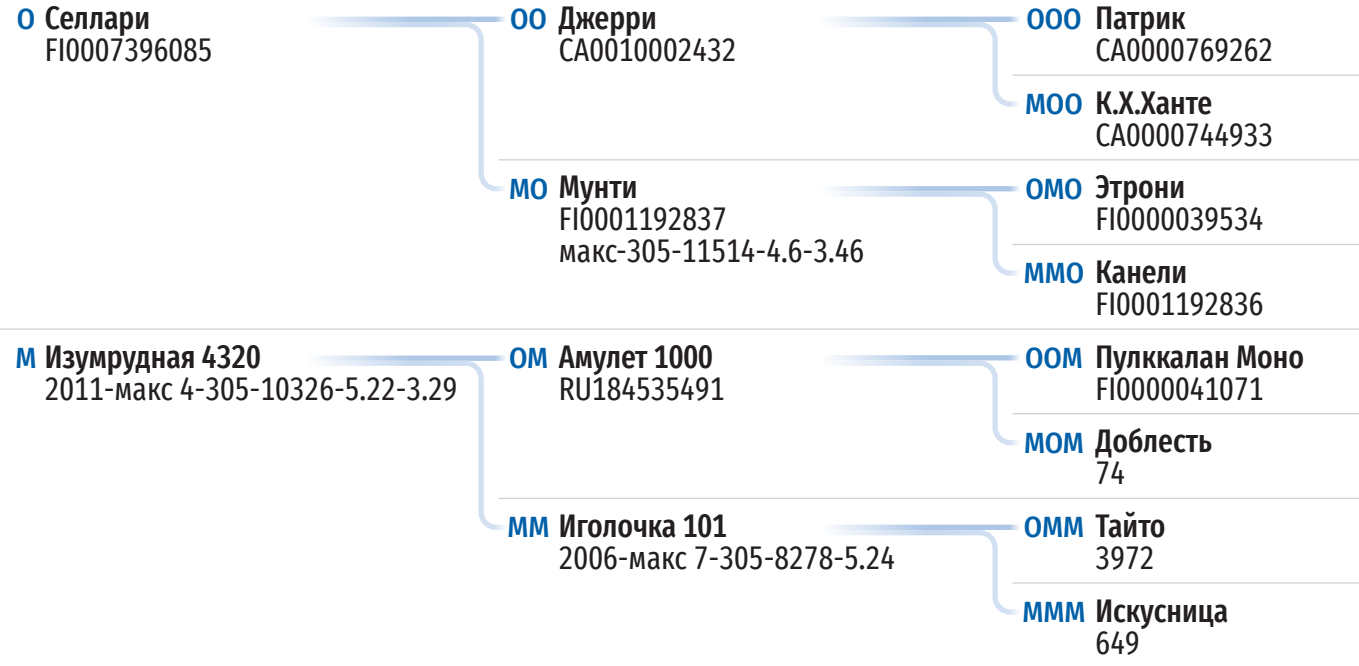 О Селлари
FI0007396085
ОО Джерри
CA0010002432
ООО Патрик
CA0000769262
МОО К.Х.Ханте
CA0000744933
МО Мунти
FI0001192837
макс-305-11514-4.6-3.46
ОМО Этрони
FI0000039534
ММО Канели
FI0001192836
М Изумрудная 4320
2011-макс 4-305-10326-5.22-3.29
ОМ Амулет 1000
RU184535491
ООМ Пулккалан Моно
FI0000041071
МОМ Доблесть
74
ММ Иголочка 101
2006-макс 7-305-8278-5.24
ОММ Тайто
3972
МММ Искусница
649